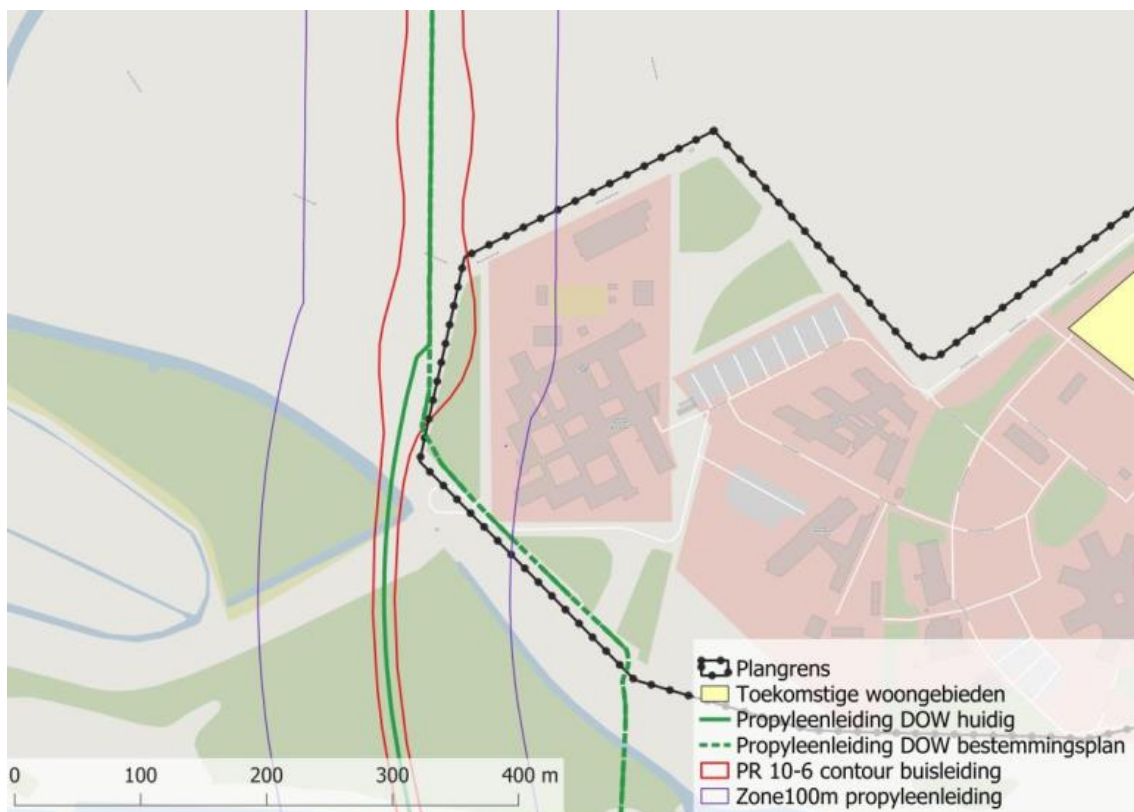 Plangrens
Toekomstige woongebieden
Propyleenleiding DOW huidig
Propyleenleiding DOW bestemmingsplan
PR 10-6 contour buisleiding
Zone100m propyleenleiding
0 100 200 300 400 m